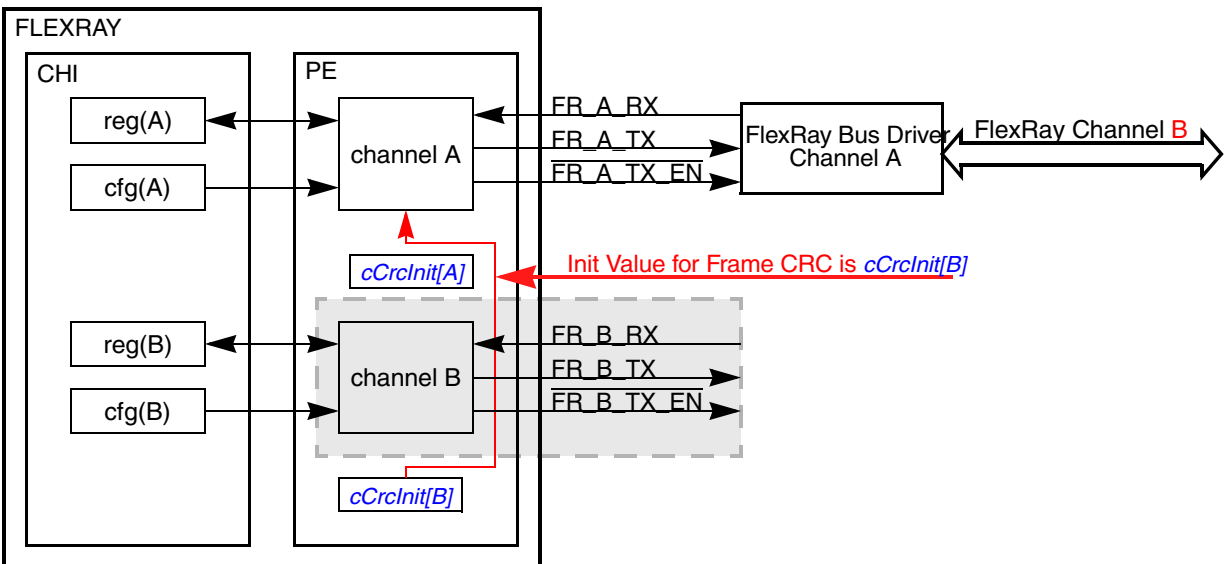 FLEXRAY
CHI
PE
reg(A)
cfg(A)
channel A
FR_A_RX
FR_A_TX
FR_A_TX_EN
FlexRay Bus Driver
Channel A
FlexRay Channel B
cCrcInit[A]
Init Value for Frame CRC is cCrcInit[B]
reg(B)
cfg(B)
channel B
FR_B_RX
FR_B_TX
FR_B_TX_EN
cCrcInit[B]